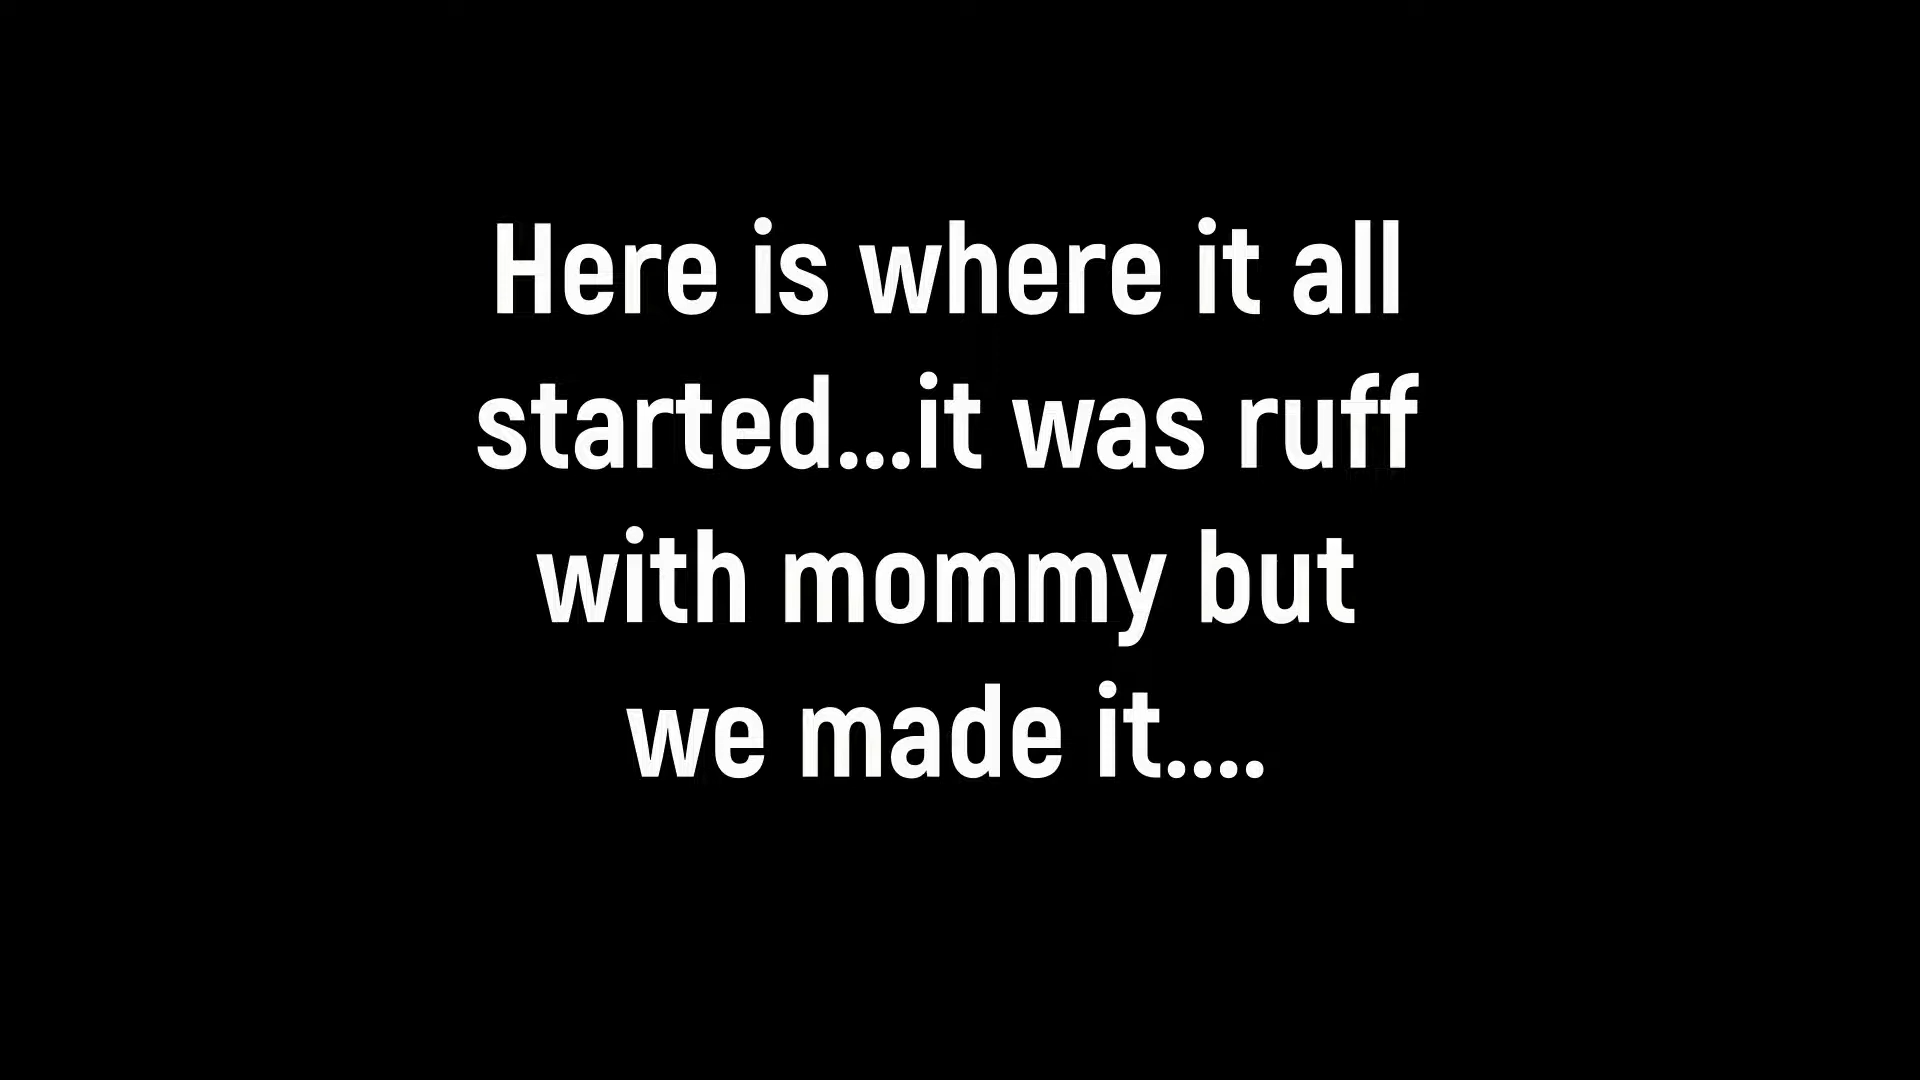 Here is where it all
started...it was ruff
with mommy but
we made it....